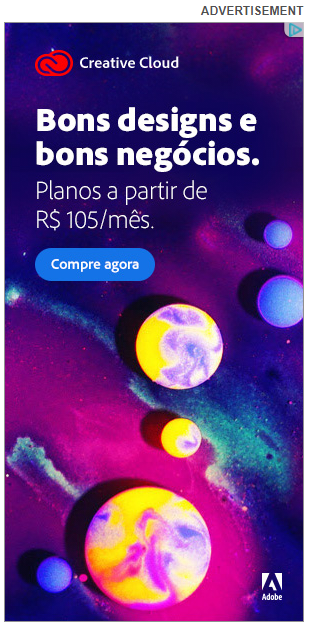 ADVERTISEMENT
Creative Cloud
Bons designs e
bons negócios.
Planos a partir de
R$ 105/mês.
Compre agora
Adobe